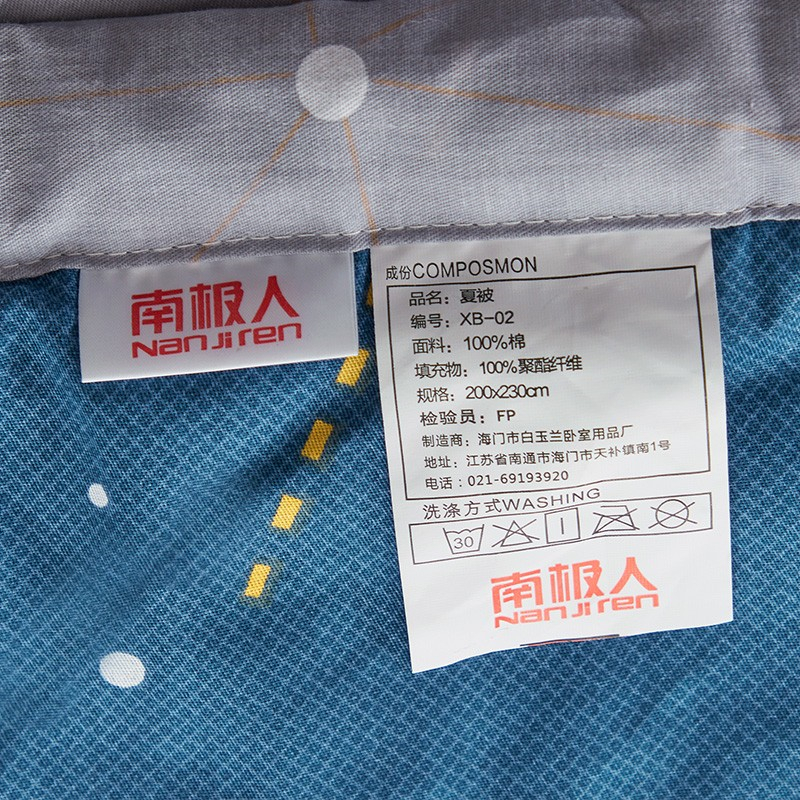 南极人
NanJiren
成份COMPOSMON
品名：夏被
编号：XB-02
面料：100%棉
填充物：100%聚酯纤维
规格：200x230cm
检验员：FP
制造商：海门市白玉兰卧室用品厂
地址：江苏省南通市海门市天补镇南1号
电话：021-69193920
洗涤方式WASHING
30
南极人
NanJiren